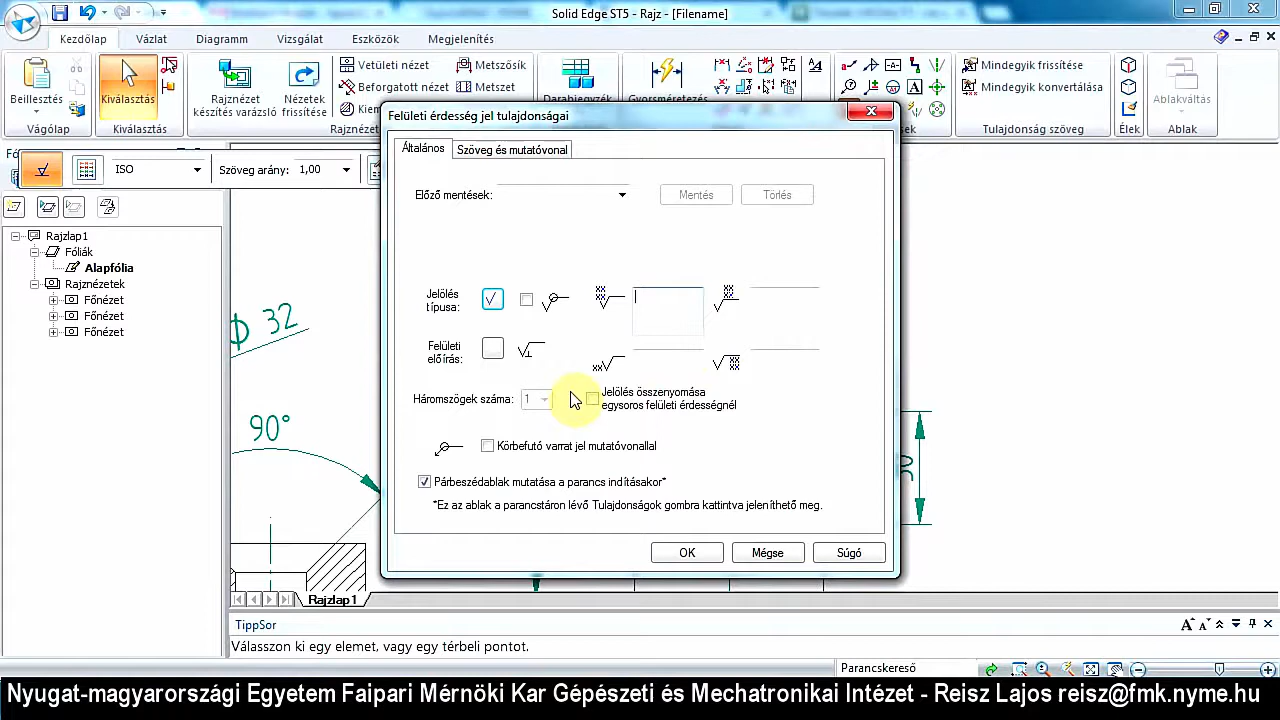 Solid Edge ST5 - Rajz - [Filename]
Kezdőlap Vázlat Diagramm Vizsgálat Eszközök Megjelenítés
Beillesztés
Vágólap
Kiválasztás
Kiválasztás
Rajznézet
készítés varázsló
Nézetek
frissítése
Vetületi nézet
Beforgatott nézet
Metszősík
Metszet
Darabjegyzék
Gyorsméretezés
Mindegyik frissítése
Mindegyik konvertálása
Tulajdonság szöveg
Élek
Ablakváltás
Ablak
ISO
Szöveg arány: 1,00
Rajzlap1
Fóliák
Alapfólia
Rajznézetek
Főnézet
Főnézet
Főnézet
Φ 32
90°
Felületi érdesség jel tulajdonságai
Általános
Szöveg és mutatóvonal
Előző mentések:
Mentés
Törlés
Jelölés
típusa:
Felületi
előírás:
Háromszögek száma: 1
Jelölés összenyomása
egysoros felületi érdességnél
Körbefutó varrat jel mutatóvonallal
Párbeszédablak mutatása a parancs indításakor*
*Ez az ablak a parancstáron lévő Tulajdonságok gombra kattintva jeleníthető meg.
OK
Mégse
Súgó
Rajzlap1
TippSor
Válasszon ki egy elemet, vagy egy térbeli pontot.
Parancskereső
Nyugat-magyarországi Egyetem Faipari Mérnöki Kar Gépészeti és Mechatronikai Intézet - Reisz Lajos reisz@fmk.nyme.hu